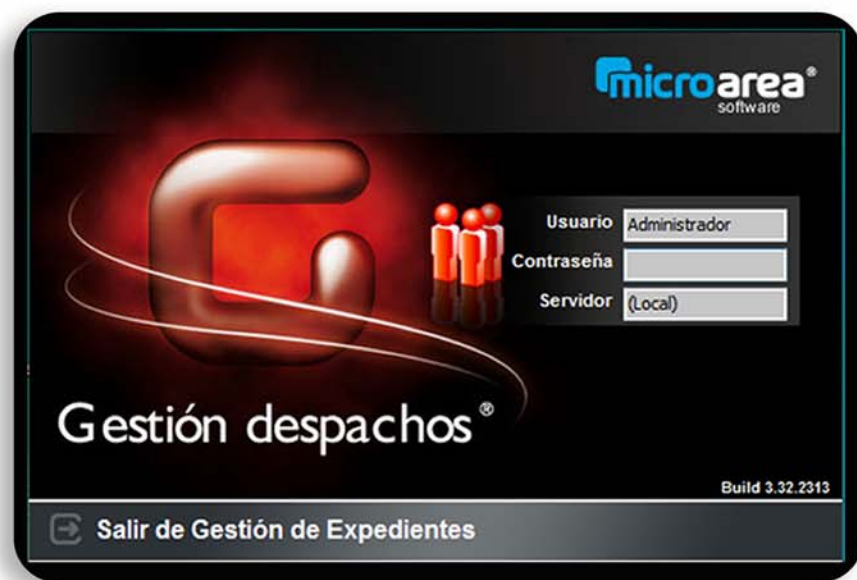 microarea®
software
Usuario Administrador
Contraseña
Servidor (Local)
Gestión despachos®
Build 3.32.2313
Salir de Gestión de Expedientes